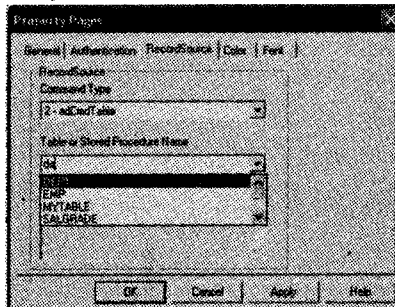 Property Pages
General Authentication RecordSource Color Font
RecordSource
Command Type
2 - adCmdTable
Table or Stored Procedure Name
de
EMP
MYTABLE
SALGRADE
OK Cancel Apply Help